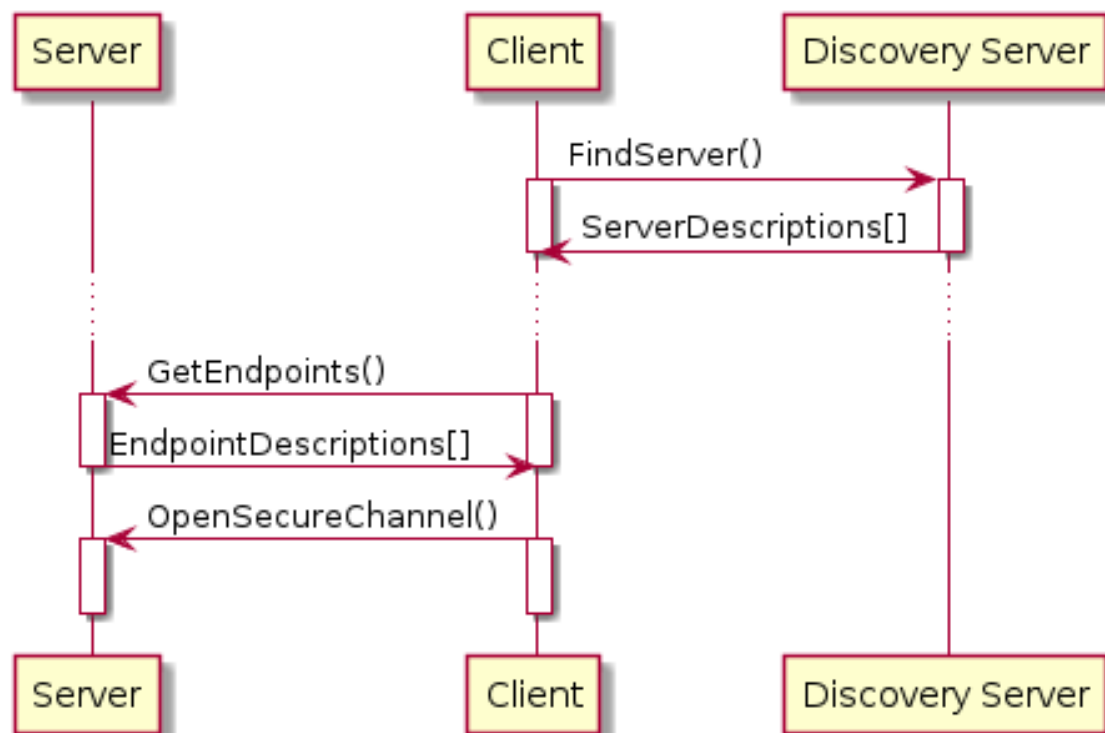 Server
Client
Discovery Server
FindServer()
ServerDescriptions[]
GetEndpoints()
EndpointDescriptions[]
OpenSecureChannel()
Server
Client
Discovery Server